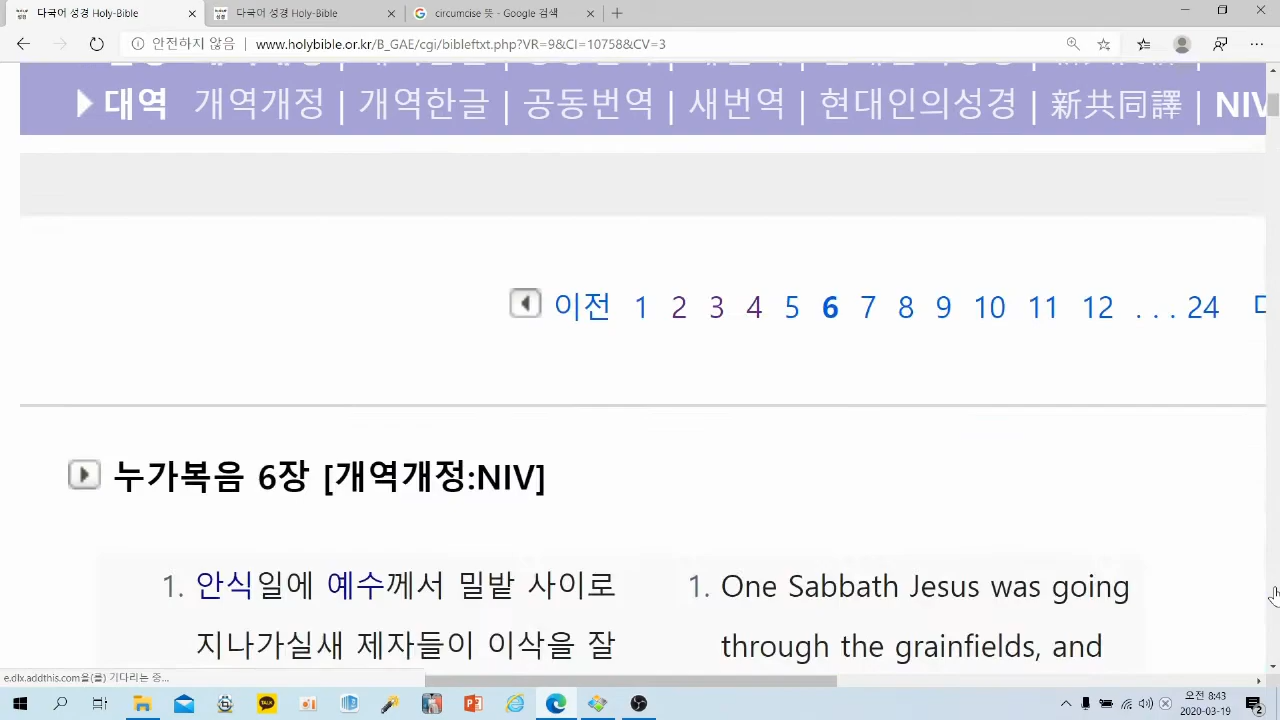 다국어 성경 Holy-Bible
다국어 성경 Holy-Bible
circumcise 뜻 - Google 검색
안전하지 않음 | www.holybible.or.kr/B_GAE/cgi/bibleftxt.php?VR=9&CI=10758&CV=3
대역 개역개정 | 개역한글 | 공동번역 | 새번역 | 현대인의성경 | 新共同譯 | NIV
이전 1 2 3 4 5 6 7 8 9 10 11 12 ... 24
누가복음 6장 [개역개정:NIV]
1. 안식일에 예수께서 밀밭 사이로
지나가실새 제자들이 이삭을 잘
1. One Sabbath Jesus was going
through the grainfields, and
e.dlx.addthis.com을(를) 기다리는 중...
오전 8:43
2020-03-19